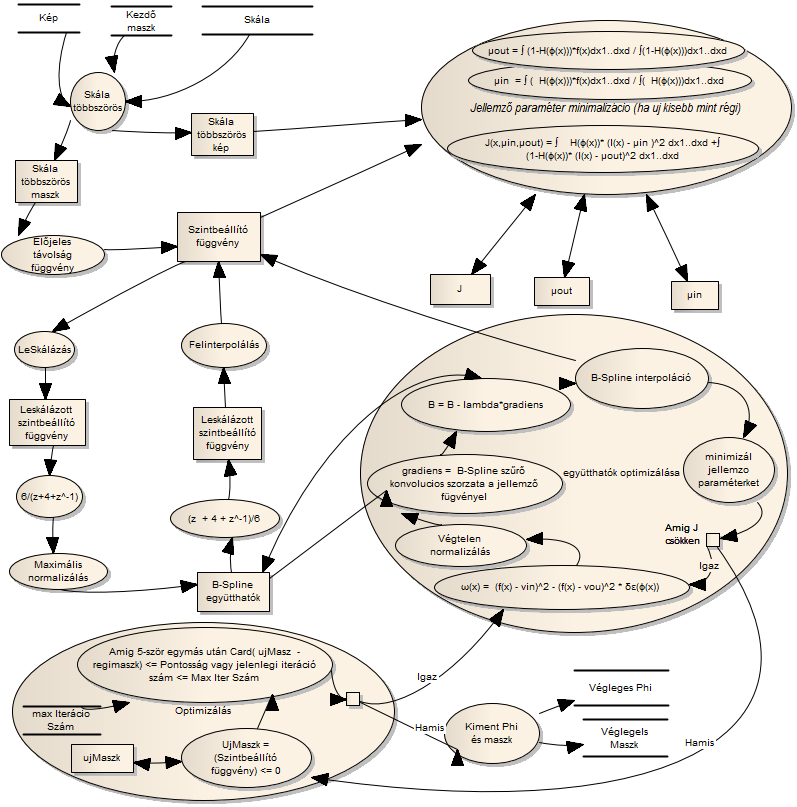 Kép
Kezdő
maszk
Skála
Skála
többszörös
Skála
többszörös
kép
Skála
többszörös
maszk
Előjeles
távolság
függvény
Szintbeállító
függvény
μout = ∫ (1-H(ϕ(x)))*f(x)dx1..dxd / ∫(1-H(ϕ(x)))dx1..dxd
μin = ∫ ( H(ϕ(x)))*f(x)dx1..dxd / ∫( H(ϕ(x)))dx1..dxd
Jellemző paraméter minimalizácio (ha uj kisebb mint régi)
J(x,μin,μout) = ∫ H(ϕ(x))* (I(x) - μin )^2 dx1..dxd +∫
(1-H(ϕ(x))* (I(x) - μout)^2 dx1..dxd
J
μout
μin
LeSkálázás
Felinterpolálás
Leskálázott
szintbeállító
függvény
Leskálázott
szintbeállító
függvény
6/(z+4+z^-1)
(z + 4 + z^-1)/6
Maximális
normalizálás
B-Spline
együtthatók
B-Spline interpoláció
B = B - lambda*gradiens
gradiens = B-Spline szűrő
konvolucios szorzata a jellemző
fügvényel
együtthatók optimizálása
minimizál
jellemzo
paraméterket
Végtelen
normalizálás
Amig J
csökken
Igaz
ω(x) = (f(x) - vin)^2 - (f(x) - vou)^2 * δε(ϕ(x))
Amig 5-ször egymás után Card( ujMasz -
regimaszk) <= Pontosság vagy jelenlegi iteráció
szám <= Max Iter Szám
Igaz
max Iteráció
Szám
Optimizálás
ujMaszk
UjMaszk =
(Szintbeállító
függvény) <= 0
Hamis
Kiment Phi
és maszk
Végleges Phi
Véglegels
Maszk
Hamis